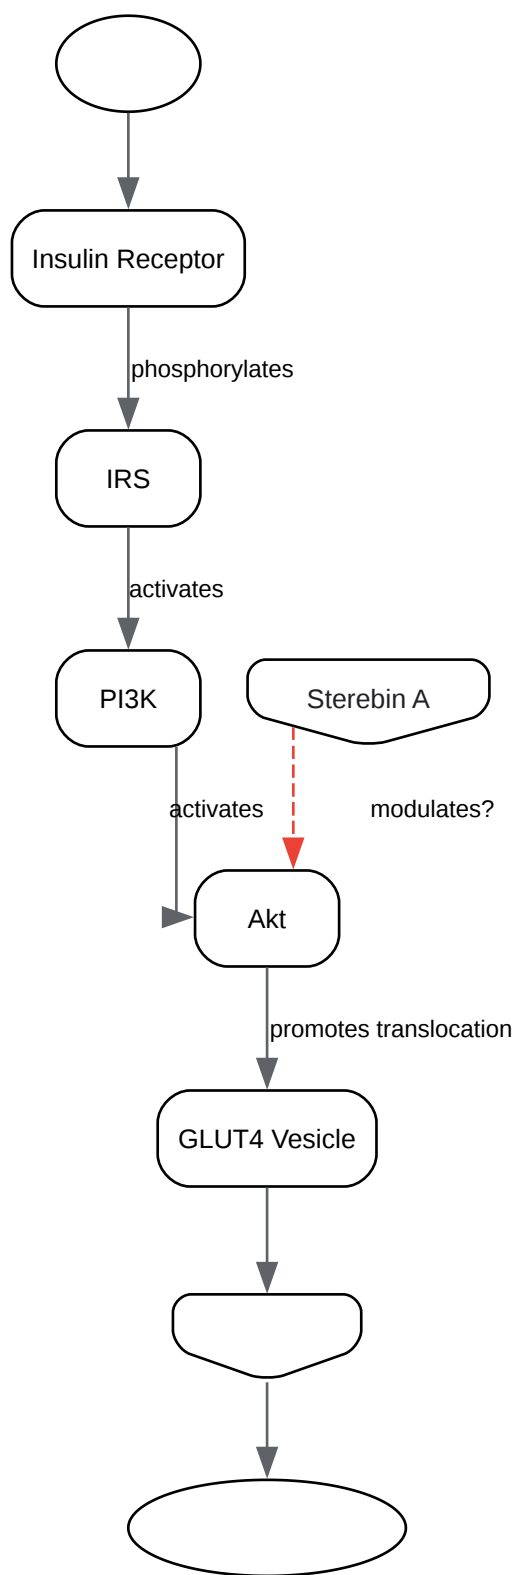 Insulin Receptor
phosphorylates
IRS
activates
PI3K
Sterebin A
activates
modulates?
Akt
promotes translocation
GLUT4 Vesicle